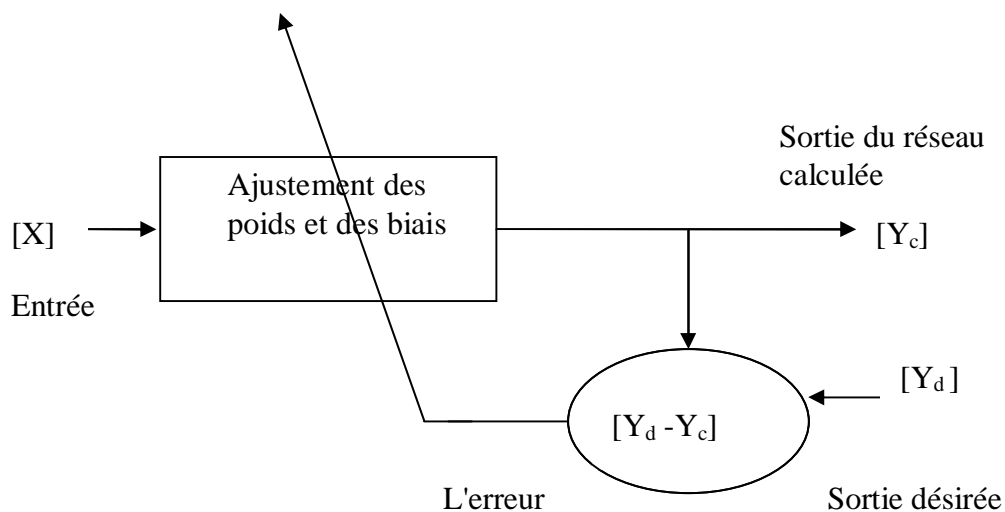 Sortie du réseau
calculée
Ajustement des
poids et des biais
[X]
[Yc]
Entrée
[Yd ]
[Yd -Yc]
L'erreur
Sortie désirée